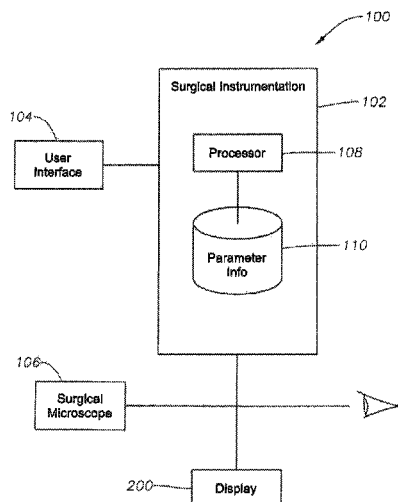 100
Surgical Instrumentation
102
104
User
Interface
Processor
108
Parameter
Info
110
106
Surgical
Microscope
200
Display